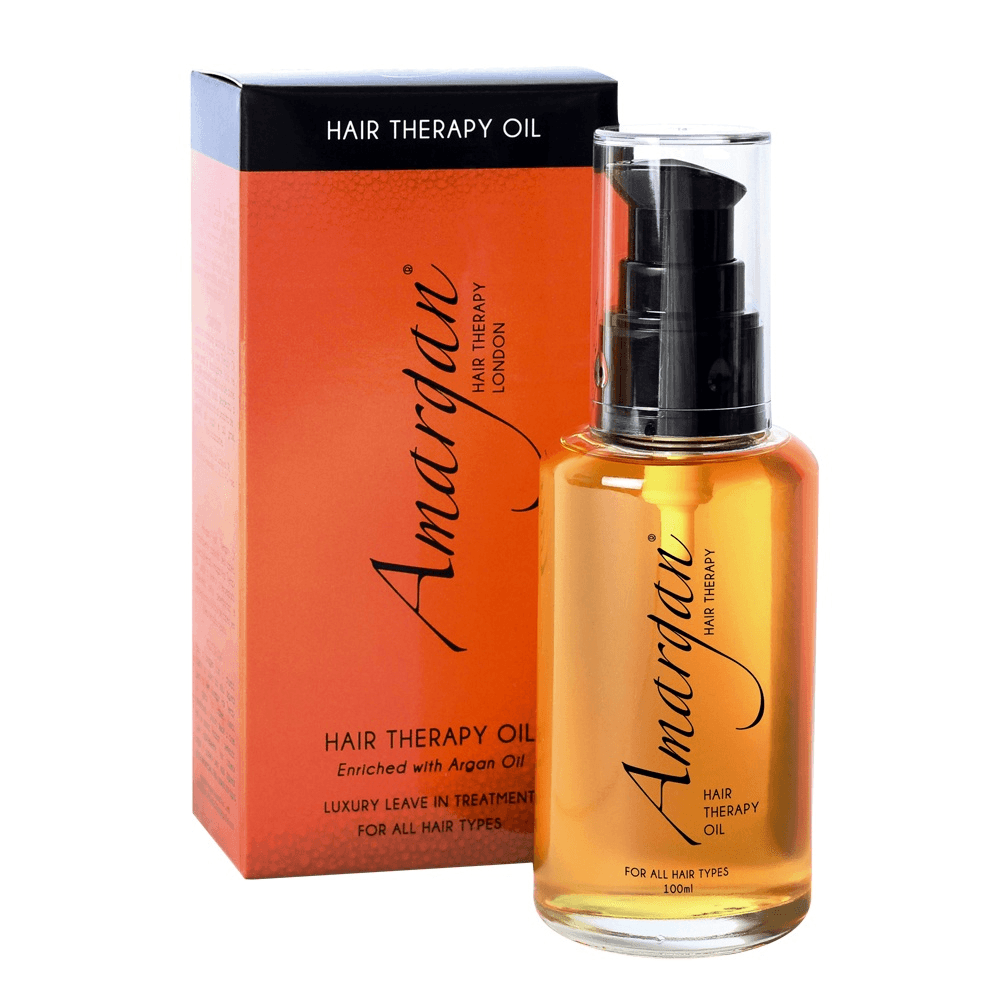 HAIR THERAPY OIL
Amargan®
HAIR THERAPY
LONDON
HAIR THERAPY OIL
Enriched with Argan Oil
LUXURY LEAVE IN TREATMENT
FOR ALL HAIR TYPES
Amargan®
HAIR THERAPY
HAIR
THERAPY
OIL
FOR ALL HAIR TYPES
100ml